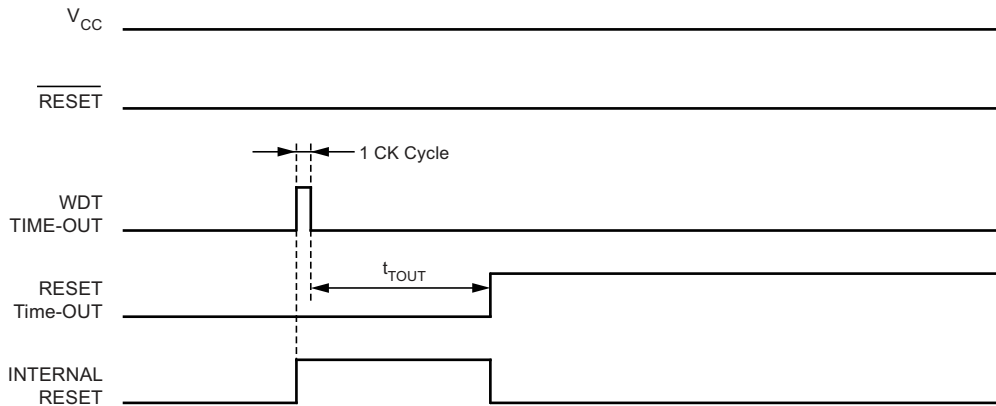 VCC
RESET
1 CK Cycle
WDT
TIME-OUT
tTOUT
RESET
Time-OUT
INTERNAL
RESET